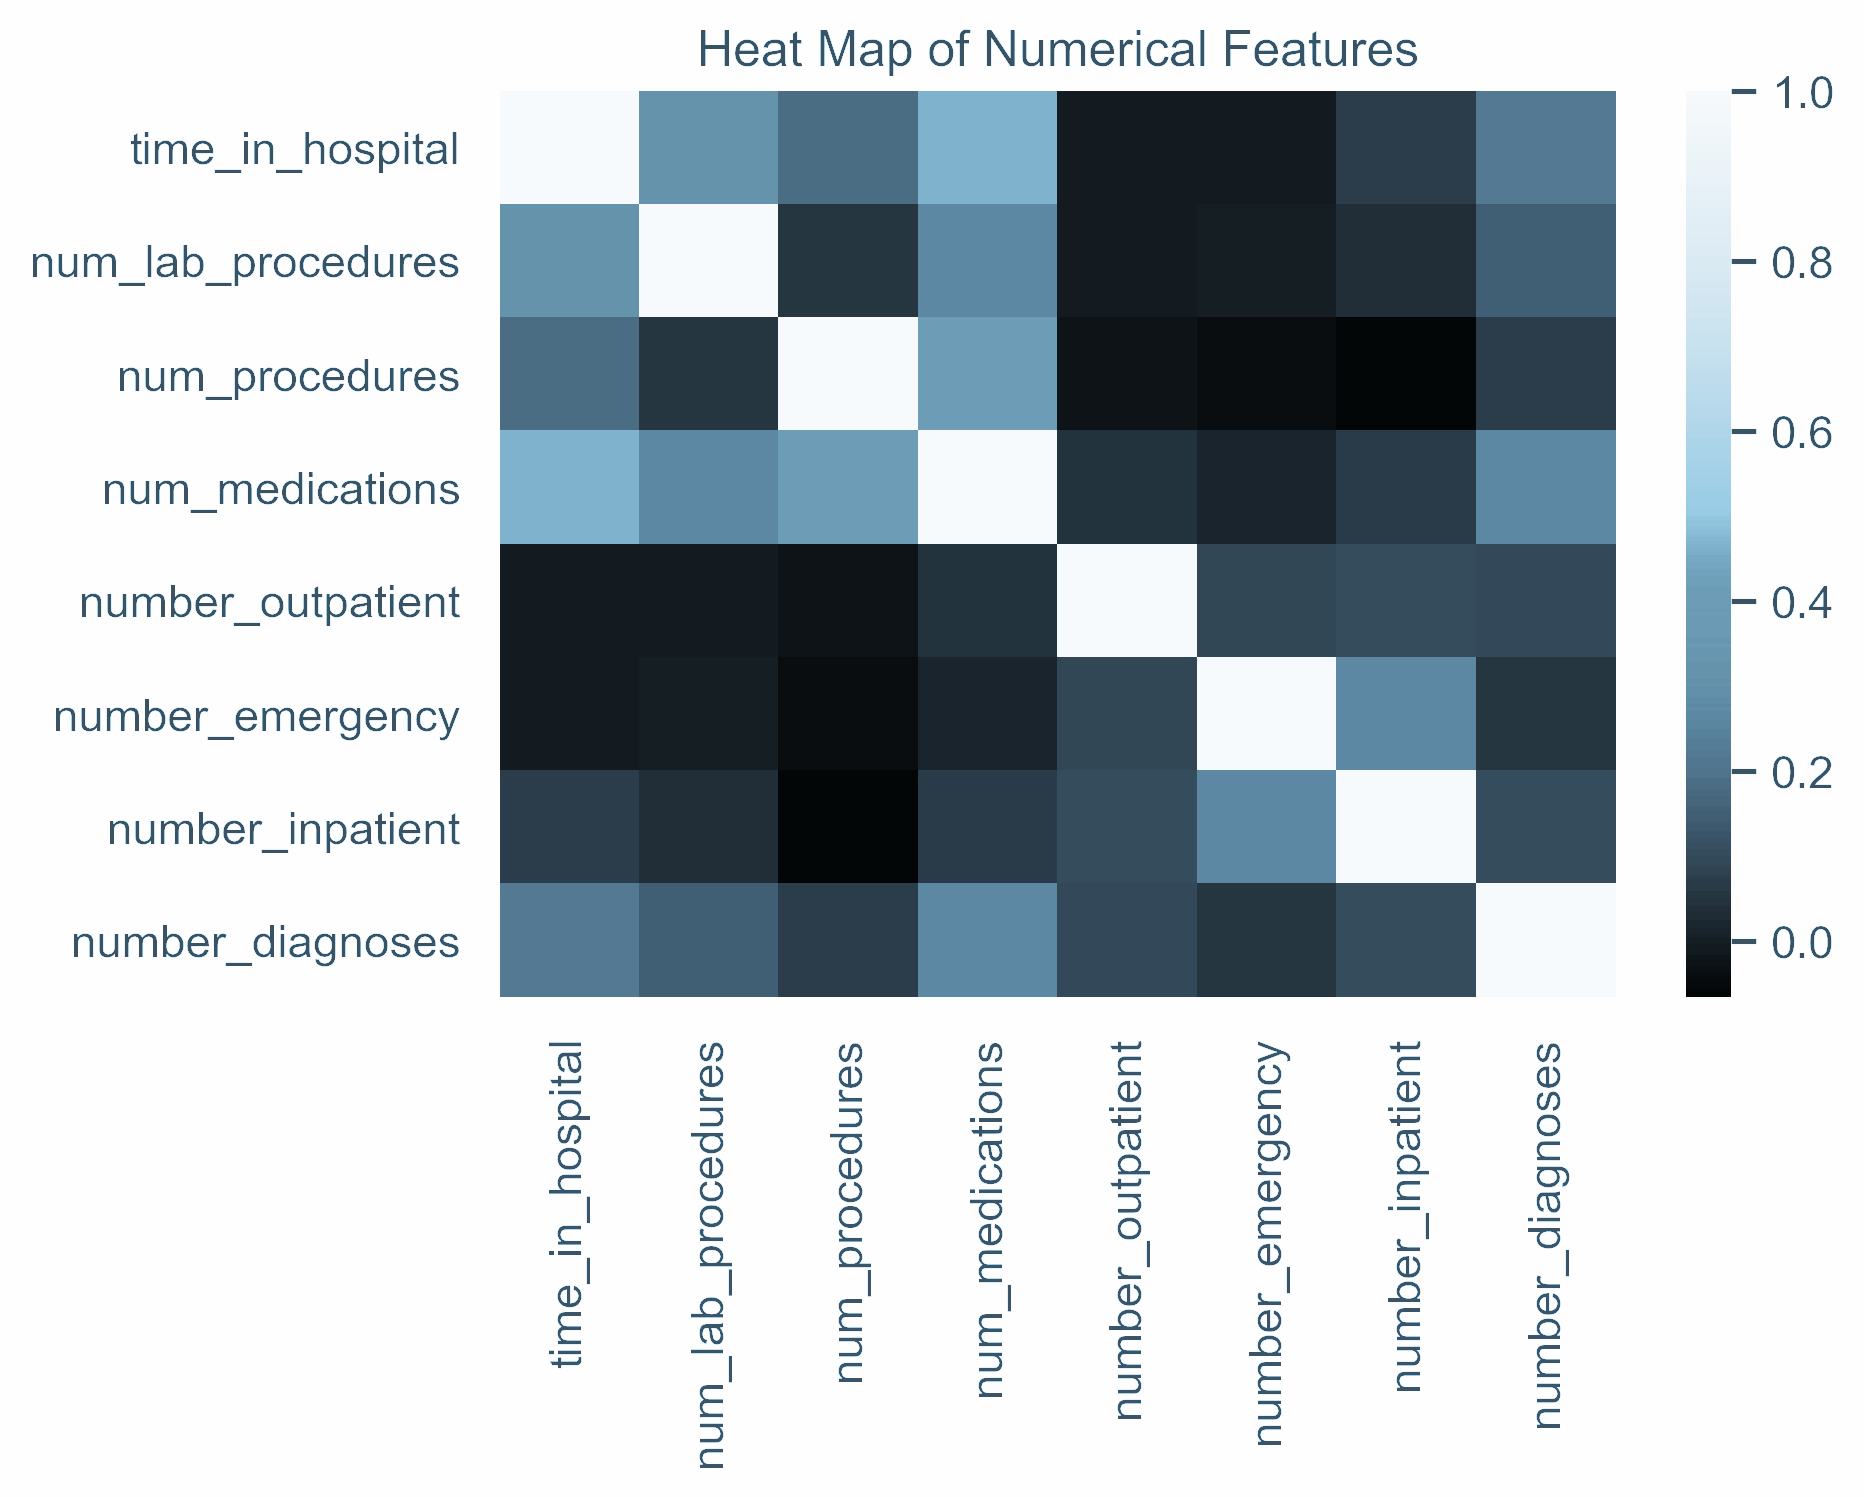 Heat Map of Numerical Features
time_in_hospital
num_lab_procedures
num_procedures
num_medications
number_outpatient
number_emergency
number_inpatient
number_diagnoses
1.0
0.8
0.6
0.4
0.2
0.0
time_in_hospital
num_lab_procedures
num_procedures
num_medications
number_outpatient
number_emergency
number_inpatient
number_diagnoses